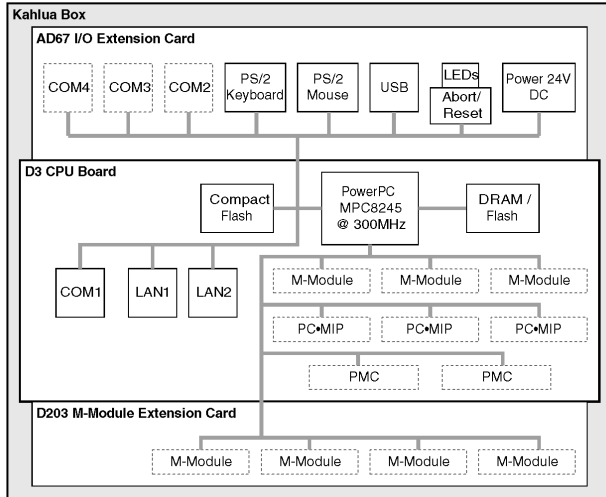 Kahlua Box
AD67 I/O Extension Card
COM4
COM3
COM2
PS/2
Keyboard
PS/2
Mouse
USB
LEDs
Abort/
Reset
Power 24V
DC
D3 CPU Board
Compact
Flash
PowerPC
MPC8245
@ 300MHz
DRAM /
Flash
COM1
LAN1
LAN2
M-Module
M-Module
M-Module
PC•MIP
PC•MIP
PC•MIP
PMC
PMC
D203 M-Module Extension Card
M-Module
M-Module
M-Module
M-Module